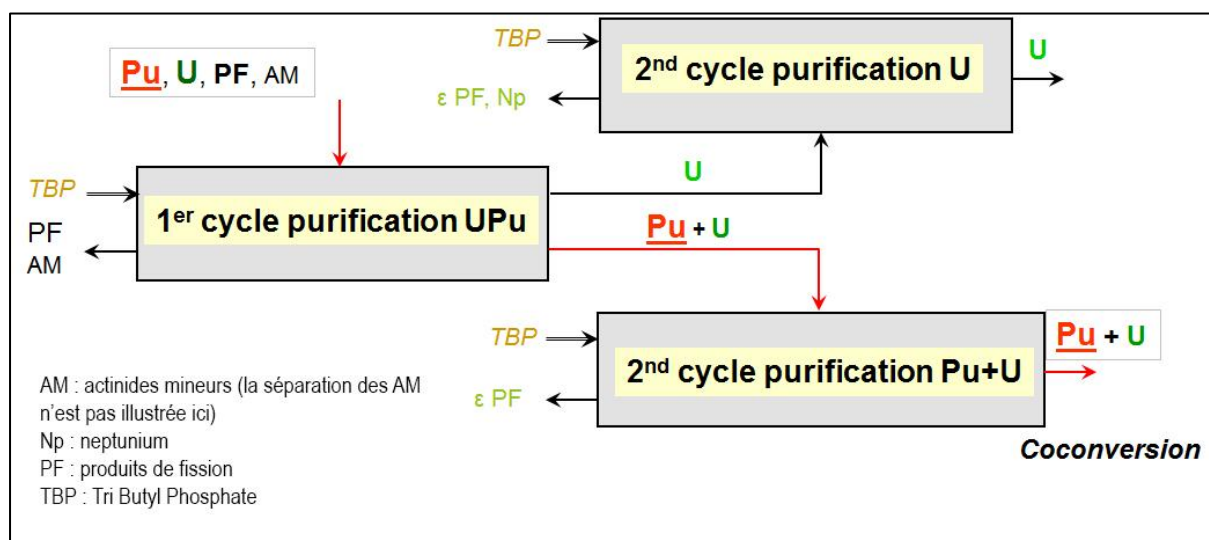 TBP
2nd cycle purification U
U
ε PF, Np
Pu, U, PF, AM
TBP
1er cycle purification UPu
U
Pu + U
PF
AM
TBP
2nd cycle purification Pu+U
Pu + U
ε PF
Coconversion
AM : actinides mineurs (la séparation des AM
n'est pas illustrée ici)
Np : neptunium
PF : produits de fission
TBP : Tri Butyl Phosphate